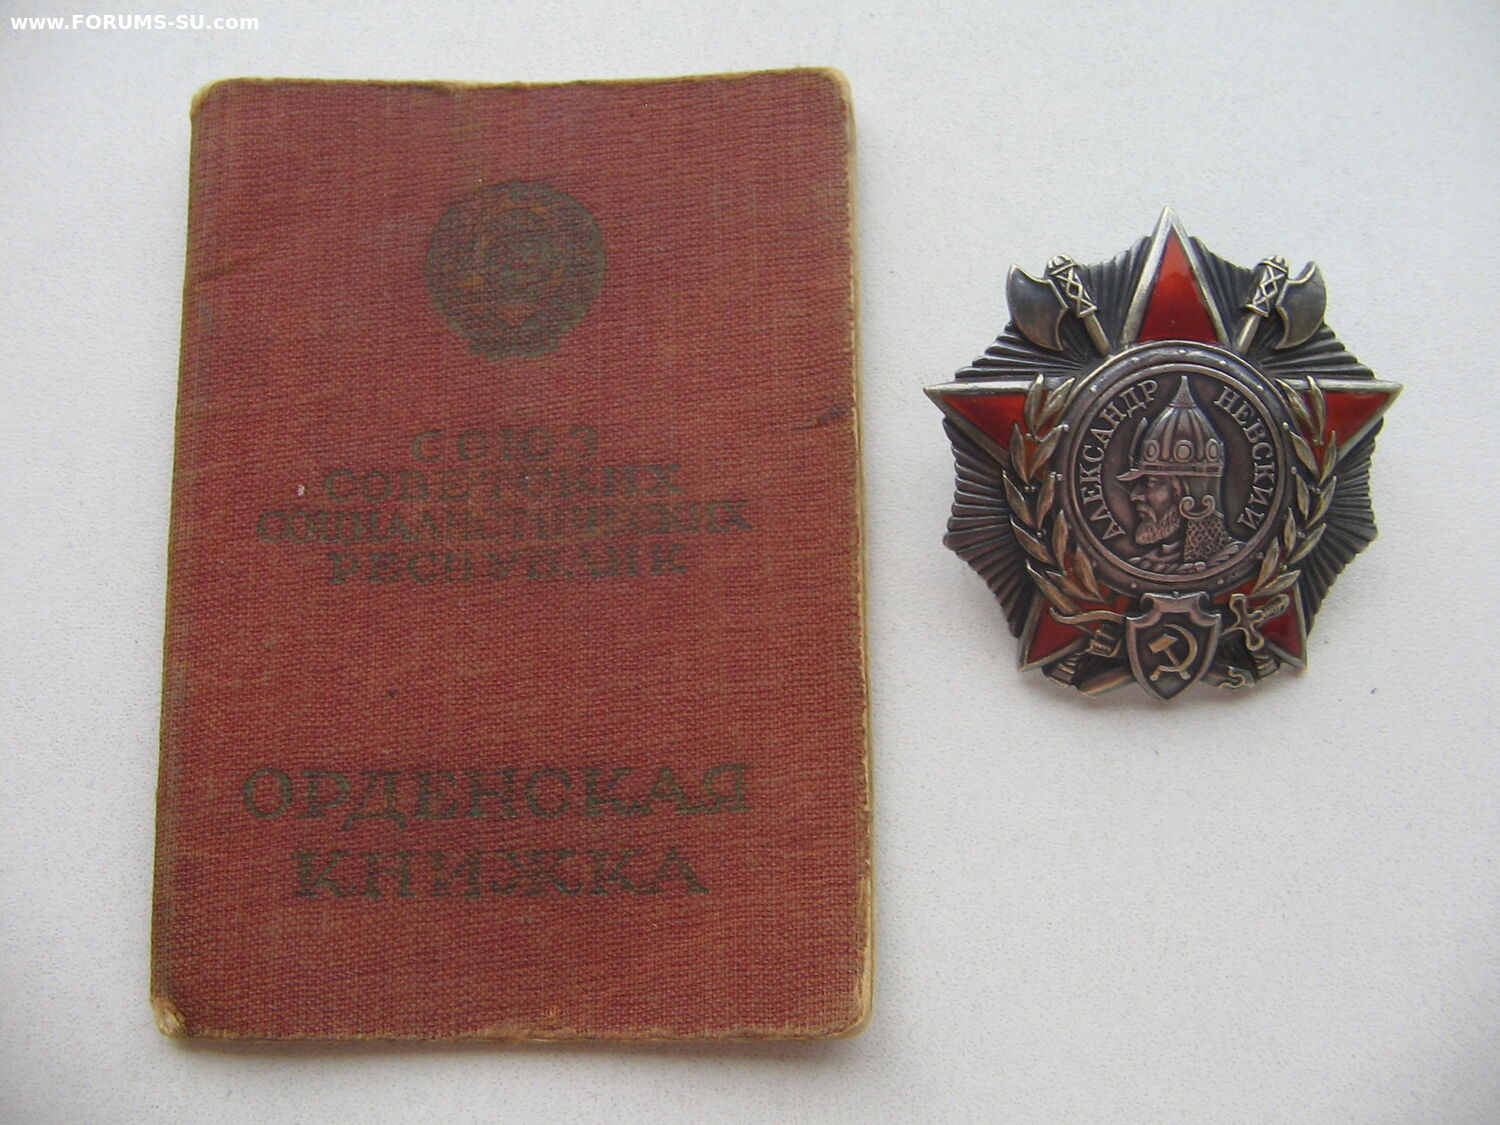 www.FORUMS-SU.com
СОЮЗ
СОВЕТСКИХ
СОЦИАЛИСТИЧЕСКИХ
РЕСПУБЛИК
ОРДЕНСКАЯ
КНИЖКА
АЛЕКСАНДР НЕВСКИЙ